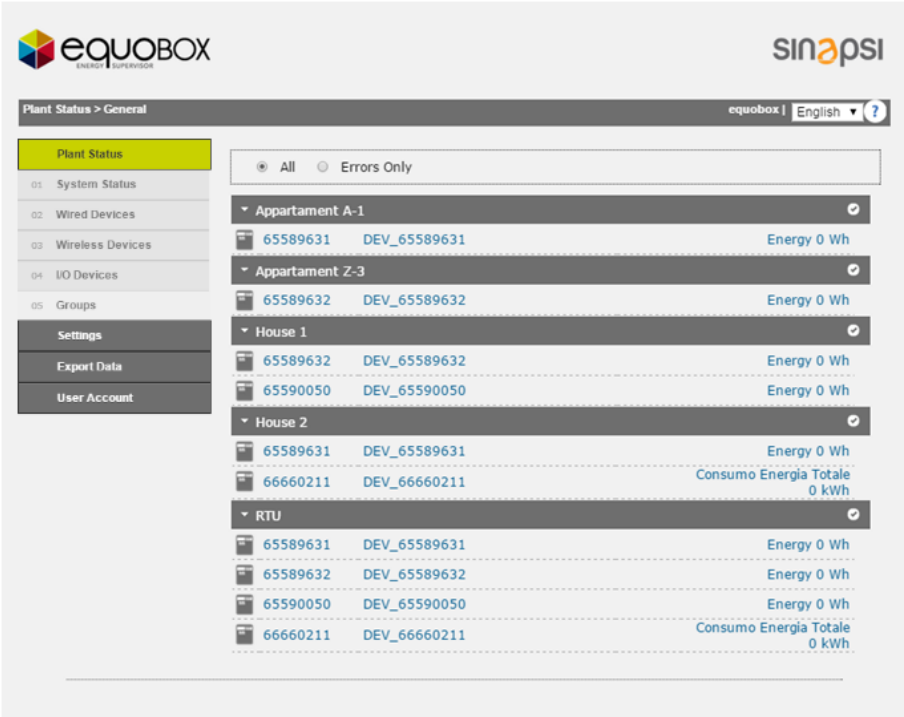 equobox
ENERGY SUPERVISOR
sinapsi
Plant Status > General
equobox | English ?
Plant Status
01 System Status
02 Wired Devices
03 Wireless Devices
04 I/O Devices
05 Groups
Settings
Export Data
User Account
All Errors Only
Appartament A-1
65589631 DEV_65589631 Energy 0 Wh
Appartament Z-3
65589632 DEV_65589632 Energy 0 Wh
House 1
65589632 DEV_65589632 Energy 0 Wh
65590050 DEV_65590050 Energy 0 Wh
House 2
65589631 DEV_65589631 Energy 0 Wh
66660211 DEV_66660211 Consumo Energia Totale
0 kWh
RTU
65589631 DEV_65589631 Energy 0 Wh
65589632 DEV_65589632 Energy 0 Wh
65590050 DEV_65590050 Energy 0 Wh
66660211 DEV_66660211 Consumo Energia Totale
0 kWh